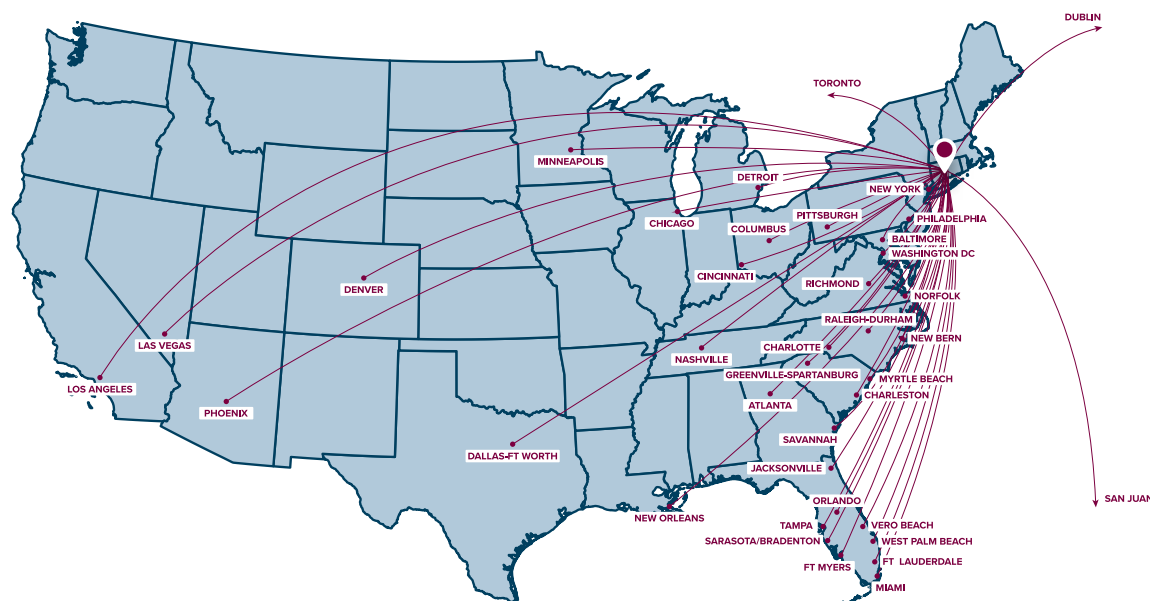 DUBLIN
TORONTO
MINNEAPOLIS
DETROIT
NEW YORK
CHICAGO
PITTSBURGH
PHILADELPHIA
COLUMBUS
BALTIMORE
WASHINGTON DC
CINCINNATI
RICHMOND
DENVER
NORFOLK
RALEIGH-DURHAM
NEW BERN
LAS VEGAS
CHARLOTTE
NASHVILLE
GREENVILLE-SPARTANBURG
MYRTLE BEACH
LOS ANGELES
CHARLESTON
ATLANTA
PHOENIX
SAVANNAH
DALLAS-FT WORTH
JACKSONVILLE
SAN JUAN
ORLANDO
NEW ORLEANS
TAMPA
VERO BEACH
SARASOTA/BRADENTON
WEST PALM BEACH
FT LAUDERDALE
FT MYERS
MIAMI